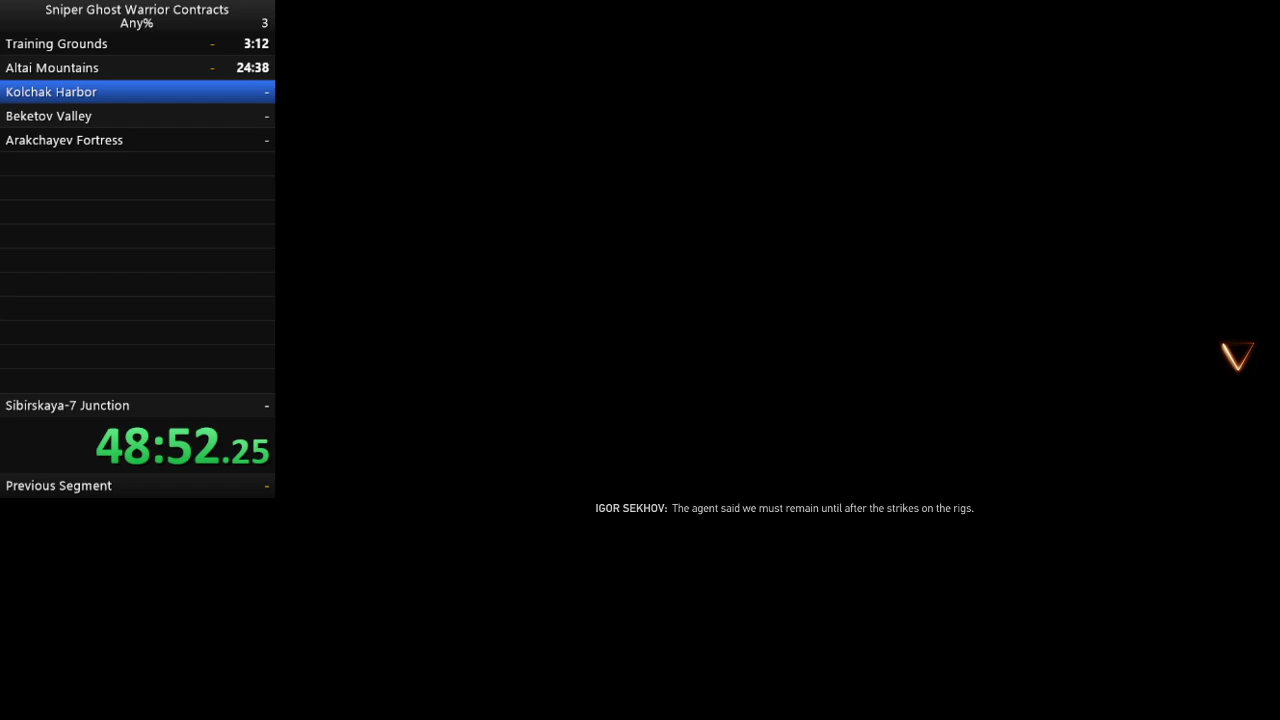 Sniper Ghost Warrior Contracts
Any% 3
Training Grounds - 3:12
Altai Mountains - 24:38
Kolchak Harbor -
Beketov Valley -
Arakchayev Fortress -
Sibirskaya-7 Junction -
48:52.25
Previous Segment -
IGOR SEKHOV: The agent said we must remain until after the strikes on the rigs.